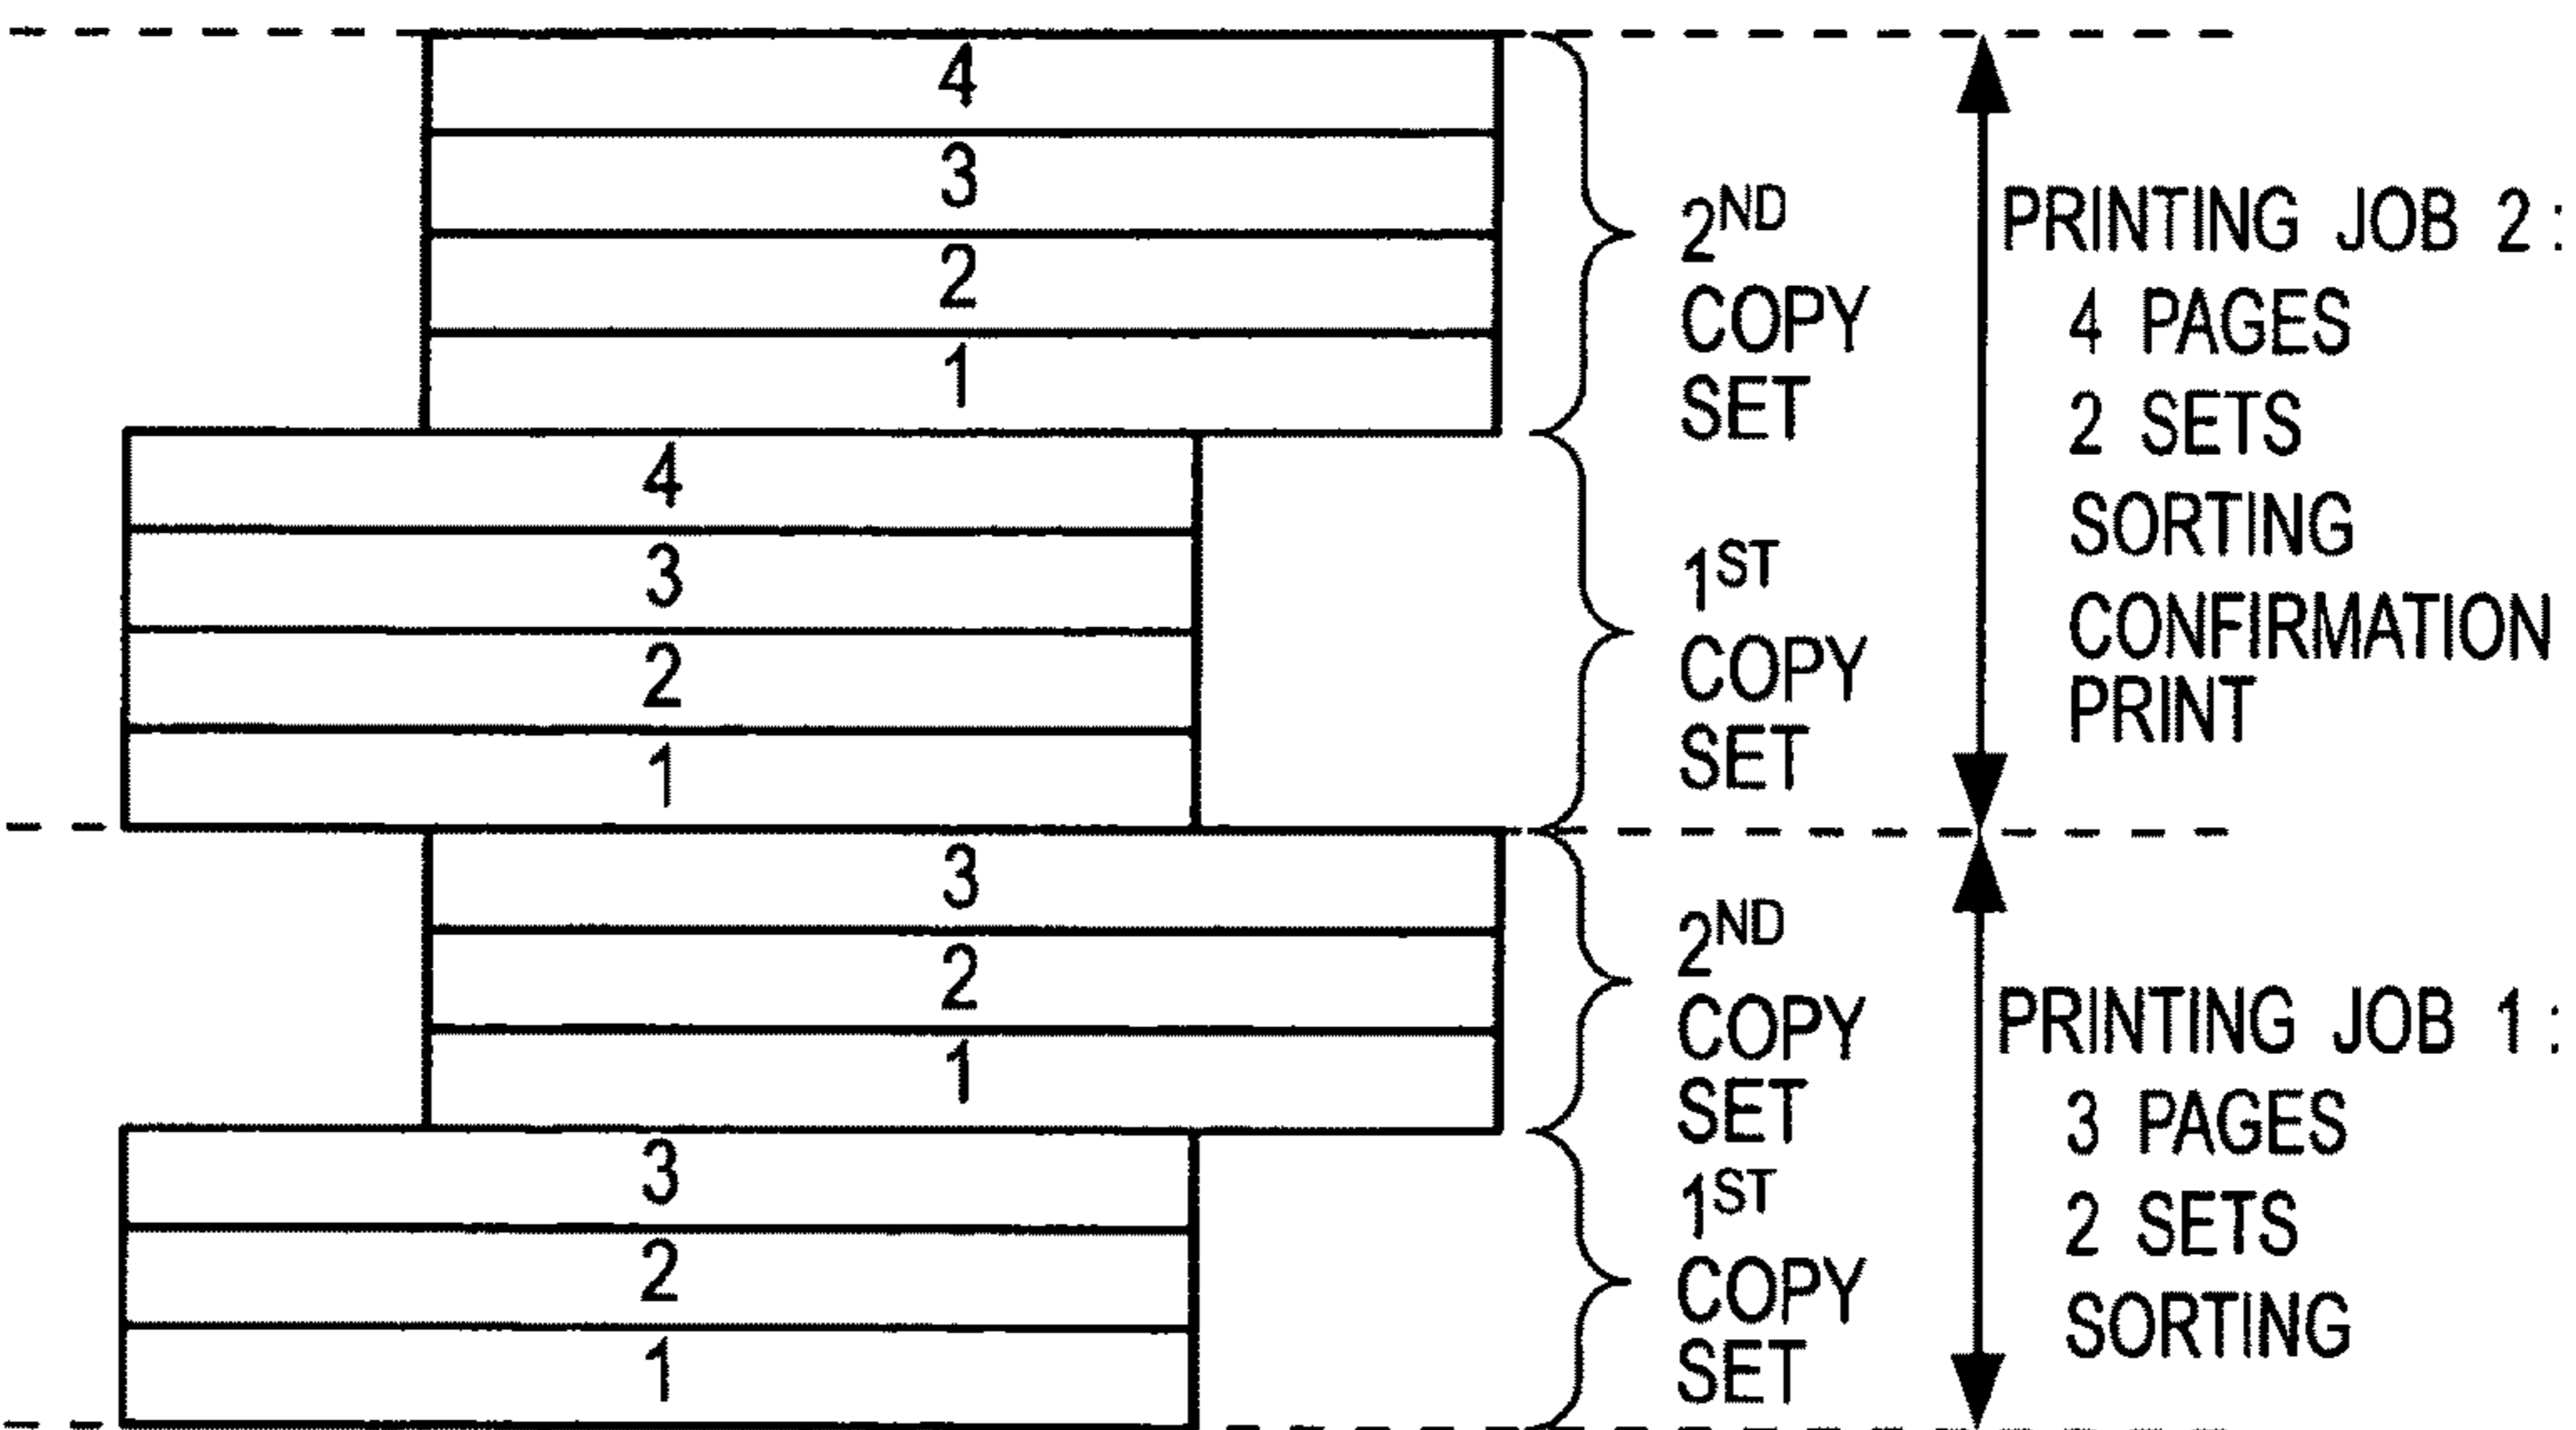 4
3
2
1
2ND
COPY
SET
4
3
2
1
1ST
COPY
SET
PRINTING JOB 2 :
4 PAGES
2 SETS
SORTING
CONFIRMATION
PRINT
3
2
1
2ND
COPY
SET
3
2
1
1ST
COPY
SET
PRINTING JOB 1 :
3 PAGES
2 SETS
SORTING